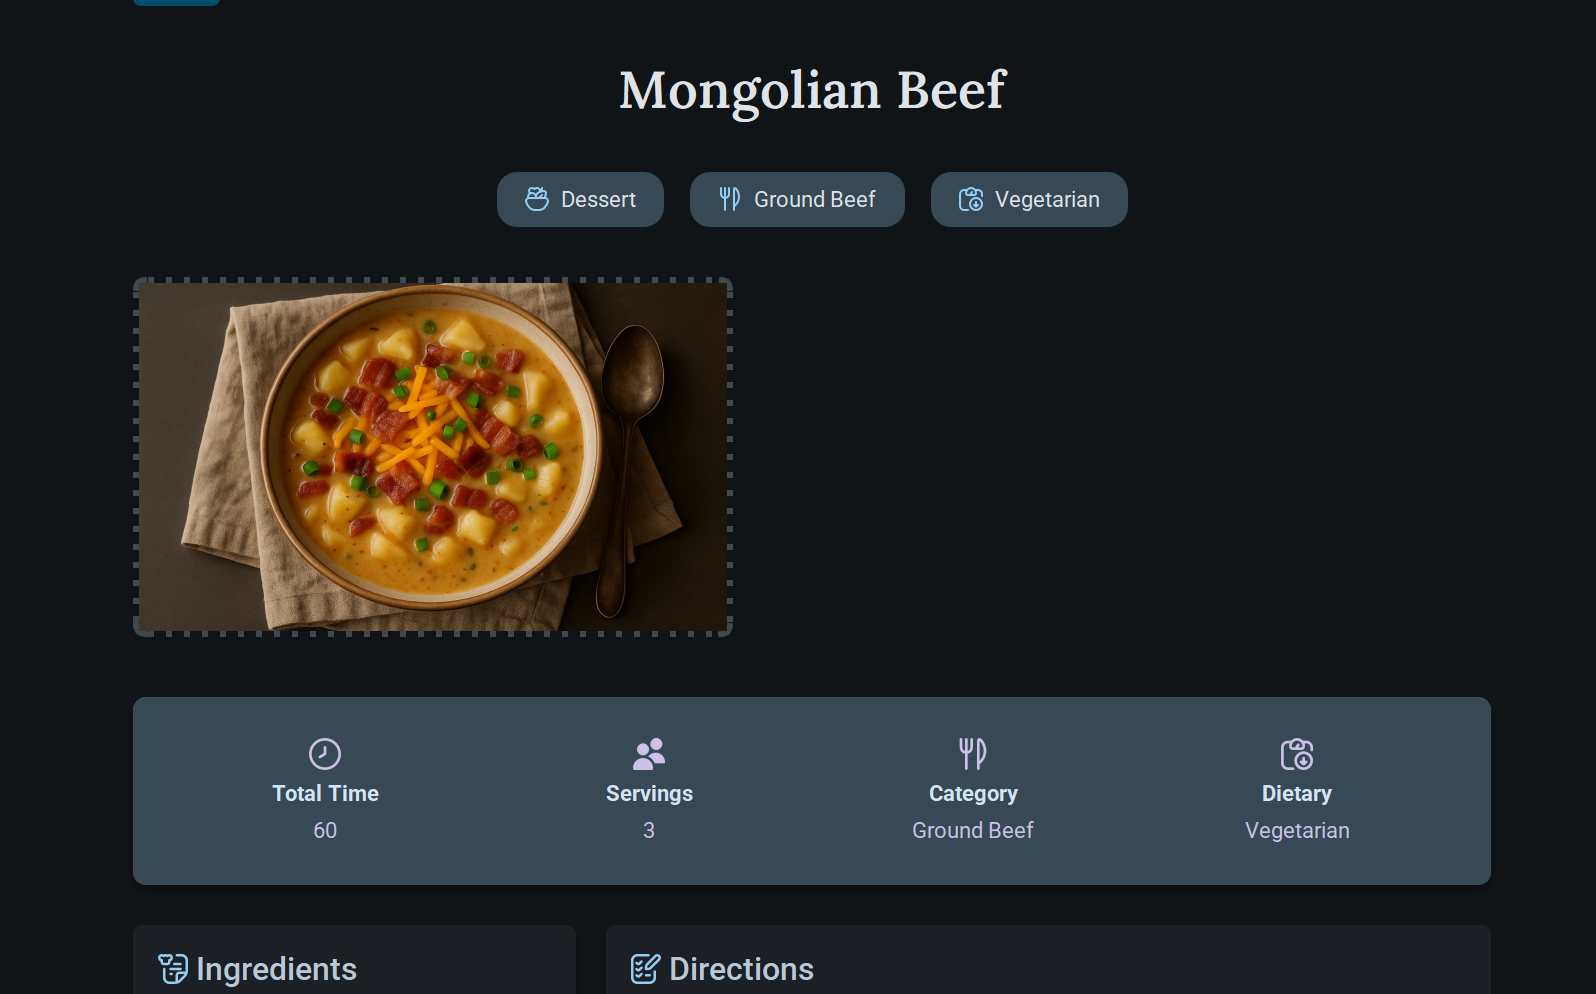 Mongolian Beef
Dessert
Ground Beef
Vegetarian
Total Time
60
Servings
3
Category
Ground Beef
Dietary
Vegetarian
Ingredients
Directions